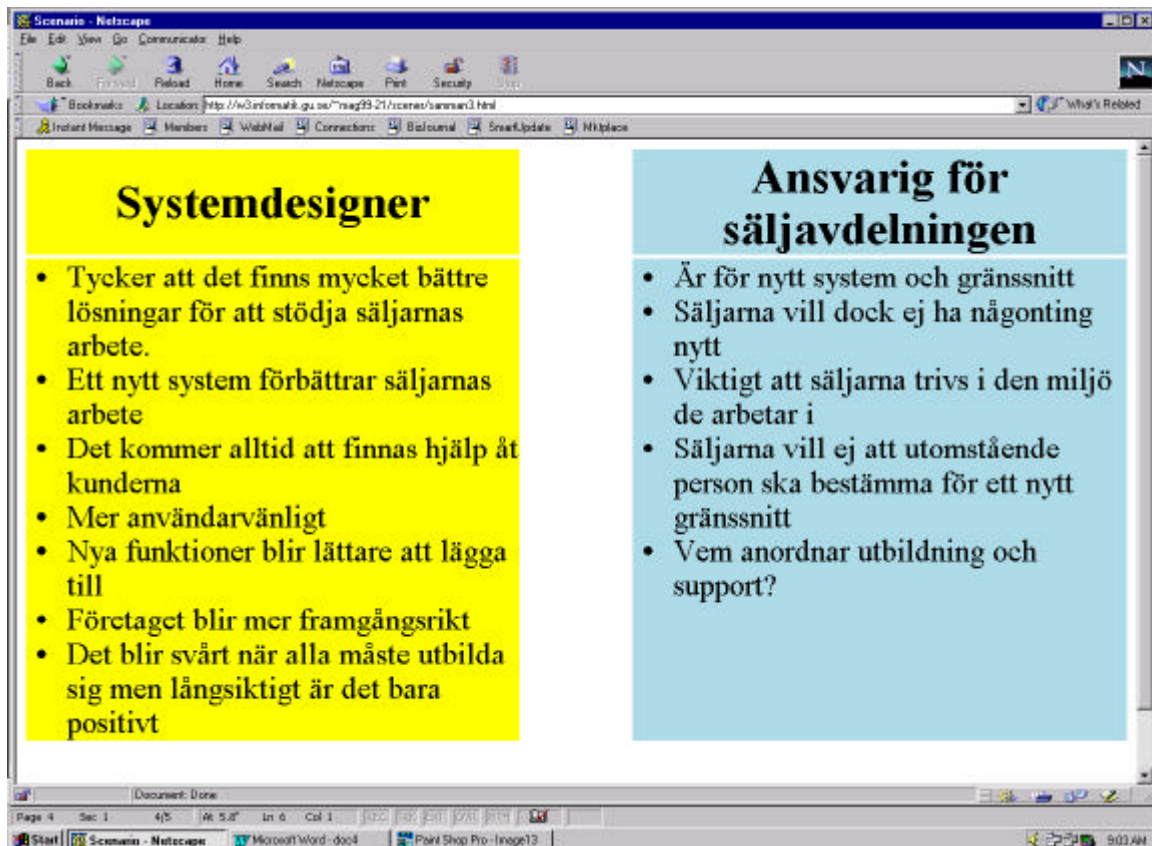 Scenario - Netscape
File Edit View Go Communicator Help
Back Forward Reload Home Search Netscape Print Security Stop
Bookmarks Location: http://w3.informatik.gu.se/~mag99-21/scener/samman3.html What's Related
Instant Message Members WebMail Connections BizJournal SmartUpdate Mktplace
Systemdesigner
• Tycker att det finns mycket bättre
lösningar för att stödja säljarnas
arbete.
• Ett nytt system förbättrar säljarnas
arbete
• Det kommer alltid att finnas hjälp åt
kunderna
• Mer användarvänligt
• Nya funktioner blir lättare att lägga
till
• Företaget blir mer framgångsrikt
• Det blir svårt när alla måste utbilda
sig men långsiktigt är det bara
positivt
Ansvarig för
säljavdelningen
• Är för nytt system och gränssnitt
• Säljarna vill dock ej ha någonting
nytt
• Viktigt att säljarna trivs i den miljö
de arbetar i
• Säljarna vill ej att utomstående
person ska bestämma för ett nytt
gränssnitt
• Vem anordnar utbildning och
support?
Document: Done
Page 4 Sec 1 4/5 At 5.8" Ln 6 Col 1
Start Scenario - Netscape Microsoft Word - doc4 Paint Shop Pro - Image13 9:03 AM